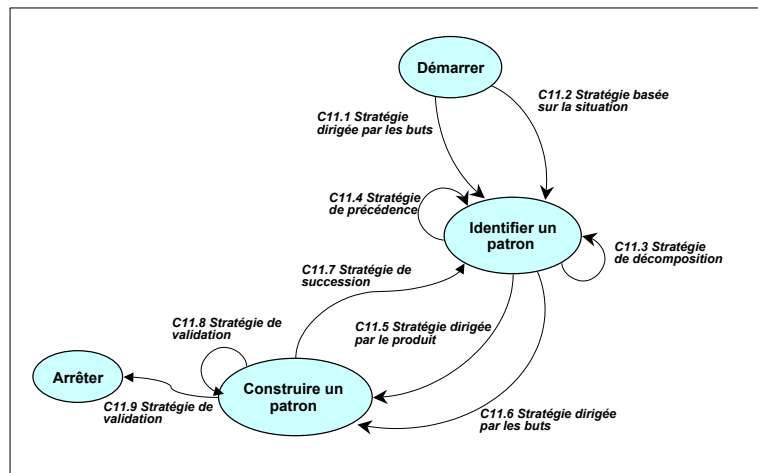 Démarrer
C11.2 Stratégie basée
sur la situation
C11.1 Stratégie
dirigée par les buts
C11.4 Stratégie
de précédence
Identifier un
patron
C11.3 Stratégie
de décomposition
C11.7 Stratégie de
succession
C11.8 Stratégie de
validation
C11.5 Stratégie dirigée
par le produit
Arrêter
Construire un
patron
C11.9 Stratégie de
validation
C11.6 Stratégie dirigée
par les buts